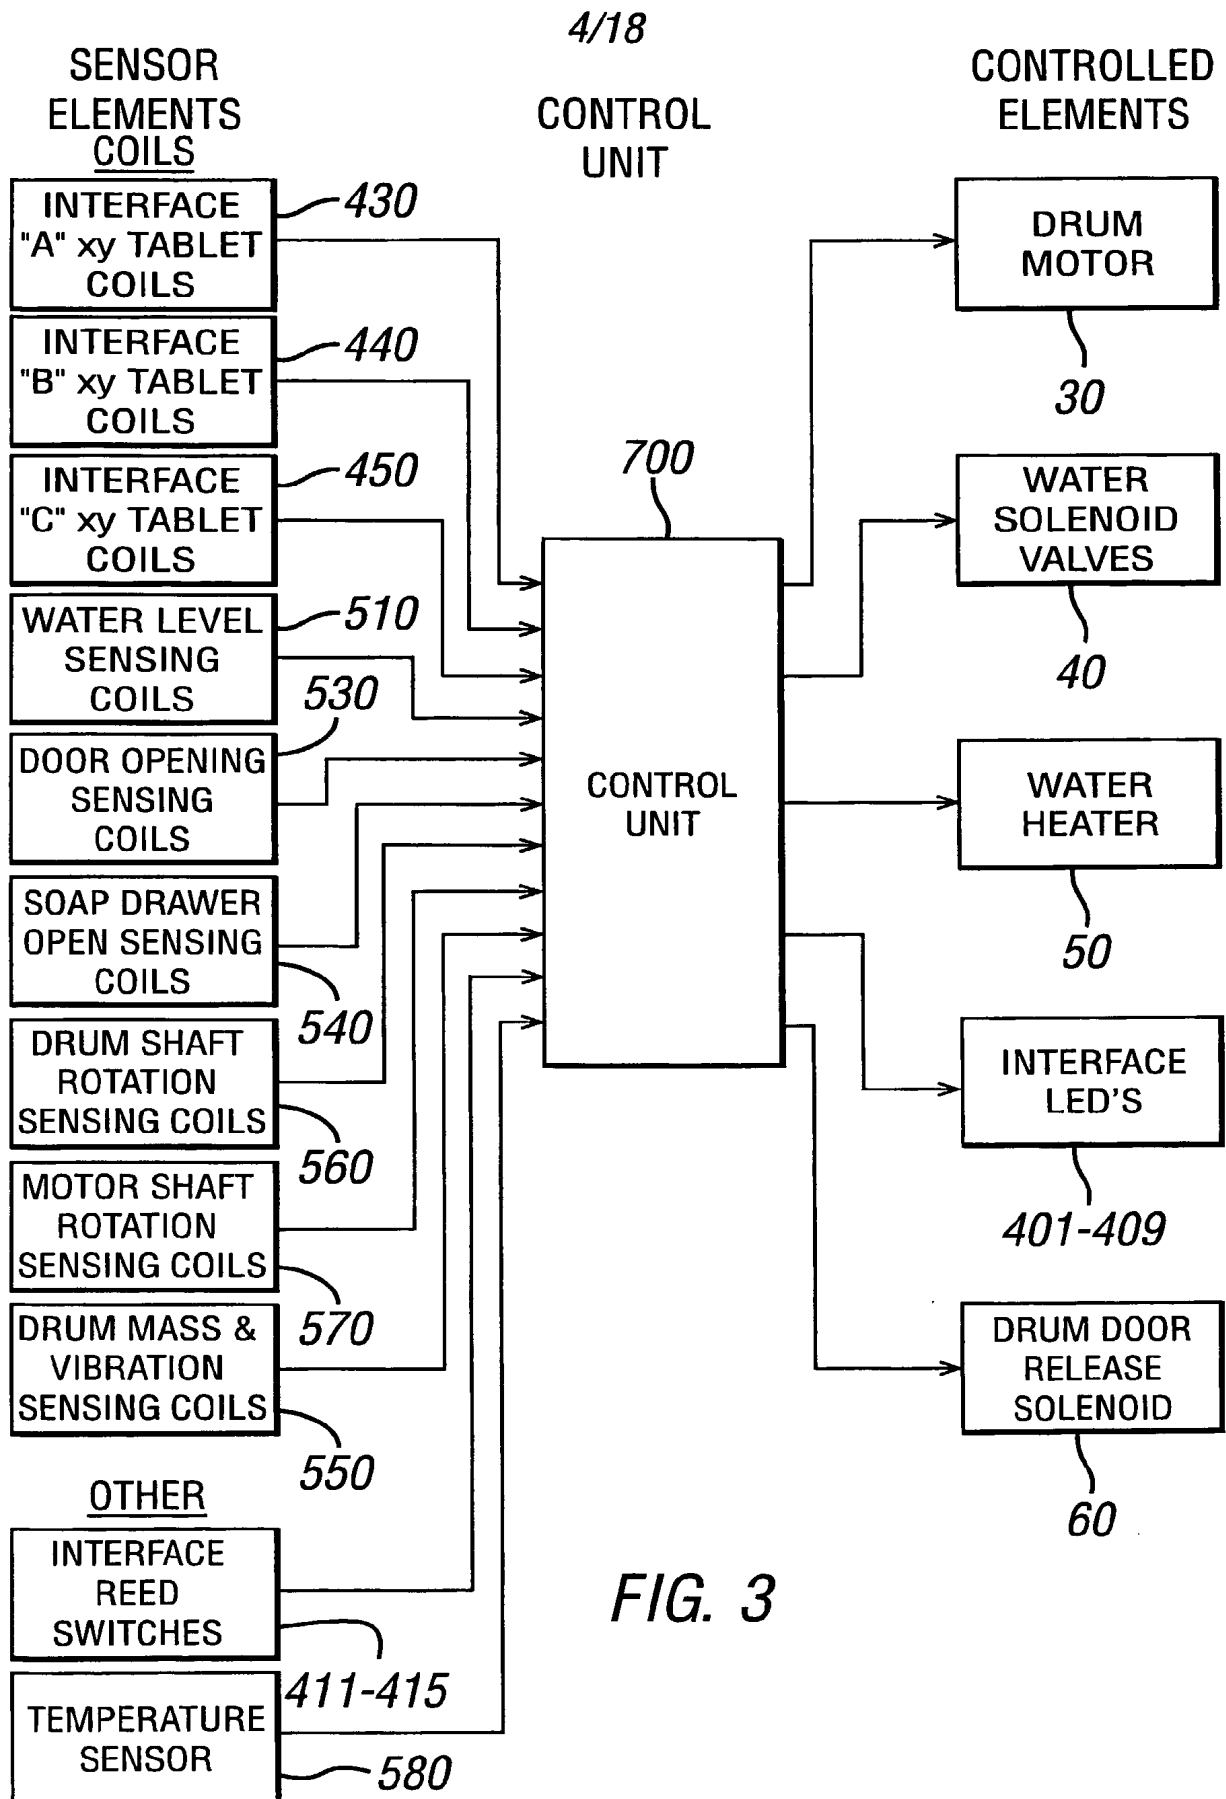 4/18
SENSOR
ELEMENTS
COILS
INTERFACE
"A" xy TABLET
COILS
430
INTERFACE
"B" xy TABLET
COILS
440
INTERFACE
"C" xy TABLET
COILS
450
WATER LEVEL
SENSING
COILS
510
DOOR OPENING
SENSING
COILS
530
SOAP DRAWER
OPEN SENSING
COILS
540
DRUM SHAFT
ROTATION
SENSING COILS
560
MOTOR SHAFT
ROTATION
SENSING COILS
570
DRUM MASS &
VIBRATION
SENSING COILS
550
OTHER
INTERFACE
REED
SWITCHES
411-415
TEMPERATURE
SENSOR
580
CONTROL
UNIT
700
CONTROL
UNIT
CONTROLLED
ELEMENTS
DRUM
MOTOR
30
WATER
SOLENOID
VALVES
40
WATER
HEATER
50
INTERFACE
LED'S
401-409
DRUM DOOR
RELEASE
SOLENOID
60
FIG. 3